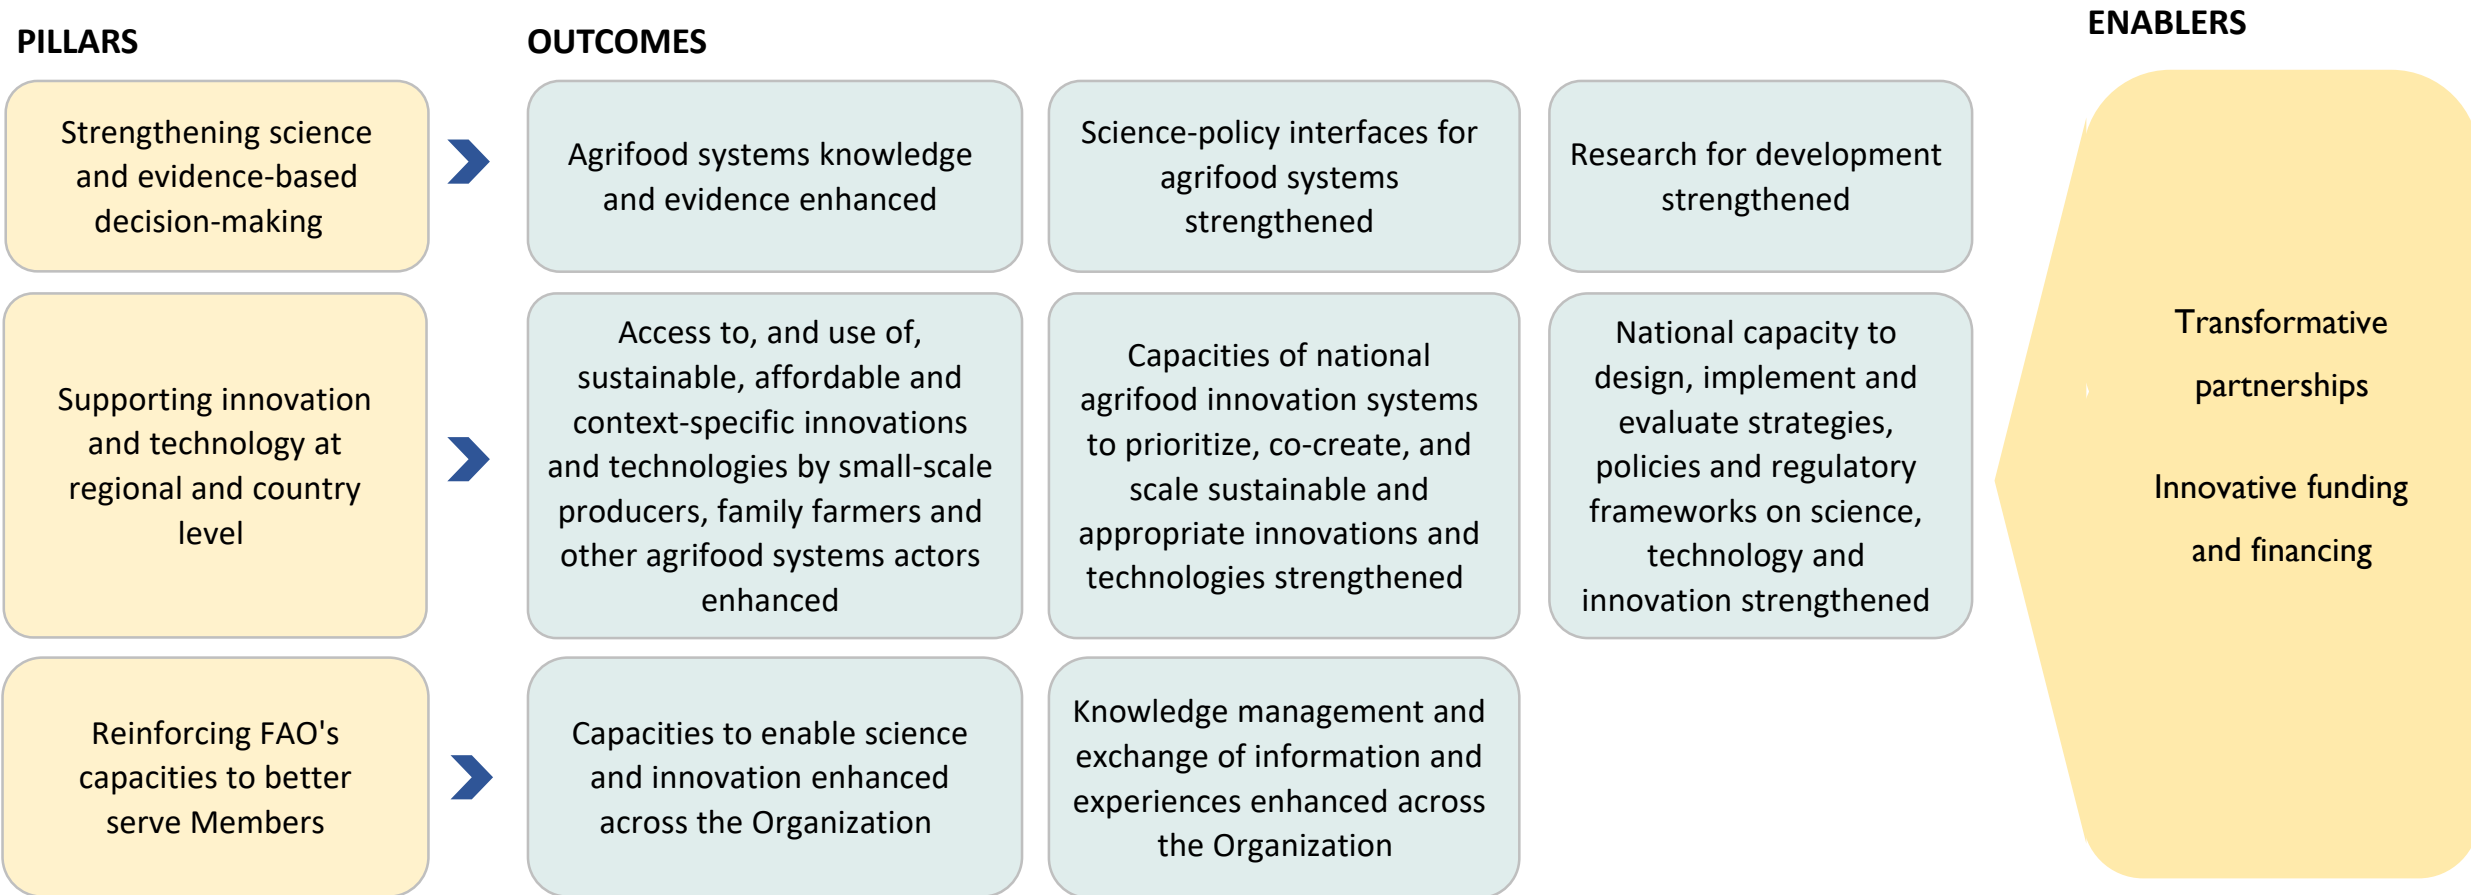 PILLARS
OUTCOMES
ENABLERS
Strengthening science
and evidence-based
decision-making
Agrifood systems knowledge
and evidence enhanced
Science-policy interfaces for
agrifood systems
strengthened
Research for development
strengthened
Supporting innovation
and technology at
regional and country
level
Access to, and use of,
sustainable, affordable and
context-specific innovations
and technologies by small-scale
producers, family farmers and
other agrifood systems actors
enhanced
Capacities of national
agrifood innovation systems
to prioritize, co-create, and
scale sustainable and
appropriate innovations and
technologies strengthened
National capacity to
design, implement and
evaluate strategies,
policies and regulatory
frameworks on science,
technology and
innovation strengthened
Reinforcing FAO's
capacities to better
serve Members
Capacities to enable science
and innovation enhanced
across the Organization
Knowledge management and
exchange of information and
experiences enhanced across
the Organization
Transformative
partnerships
Innovative funding
and financing